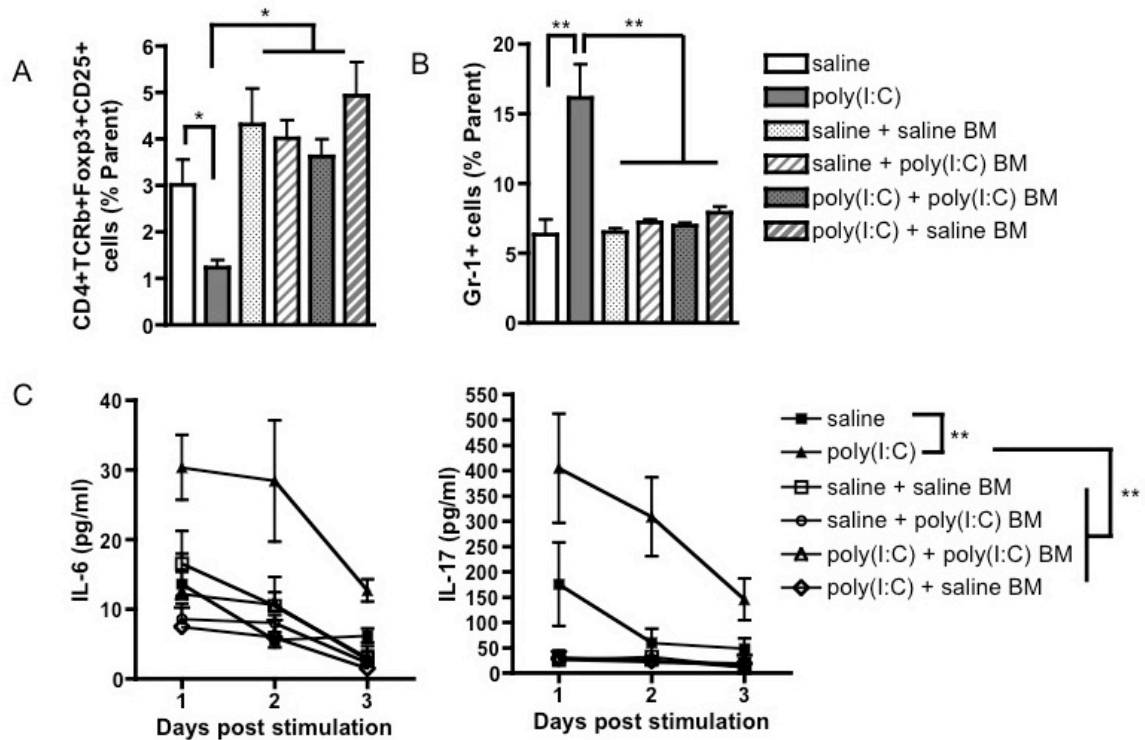 A
CD4+TCRb+Foxp3+CD25+
cells (% Parent)
6
5
4
3
2
1
0
*
*
B
Gr-1+ cells (% Parent)
20
15
10
5
0
**
**
saline
poly(I:C)
saline + saline BM
saline + poly(I:C) BM
poly(I:C) + poly(I:C) BM
poly(I:C) + saline BM
C
IL-6 (pg/ml)
40
30
20
10
0
1 2 3
Days post stimulation
IL-17 (pg/ml)
550
500
450
400
350
300
250
200
150
100
50
0
1 2 3
Days post stimulation
saline
poly(I:C)
saline + saline BM
saline + poly(I:C) BM
poly(I:C) + poly(I:C) BM
poly(I:C) + saline BM
**
**